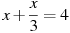 x + x/3 = 4